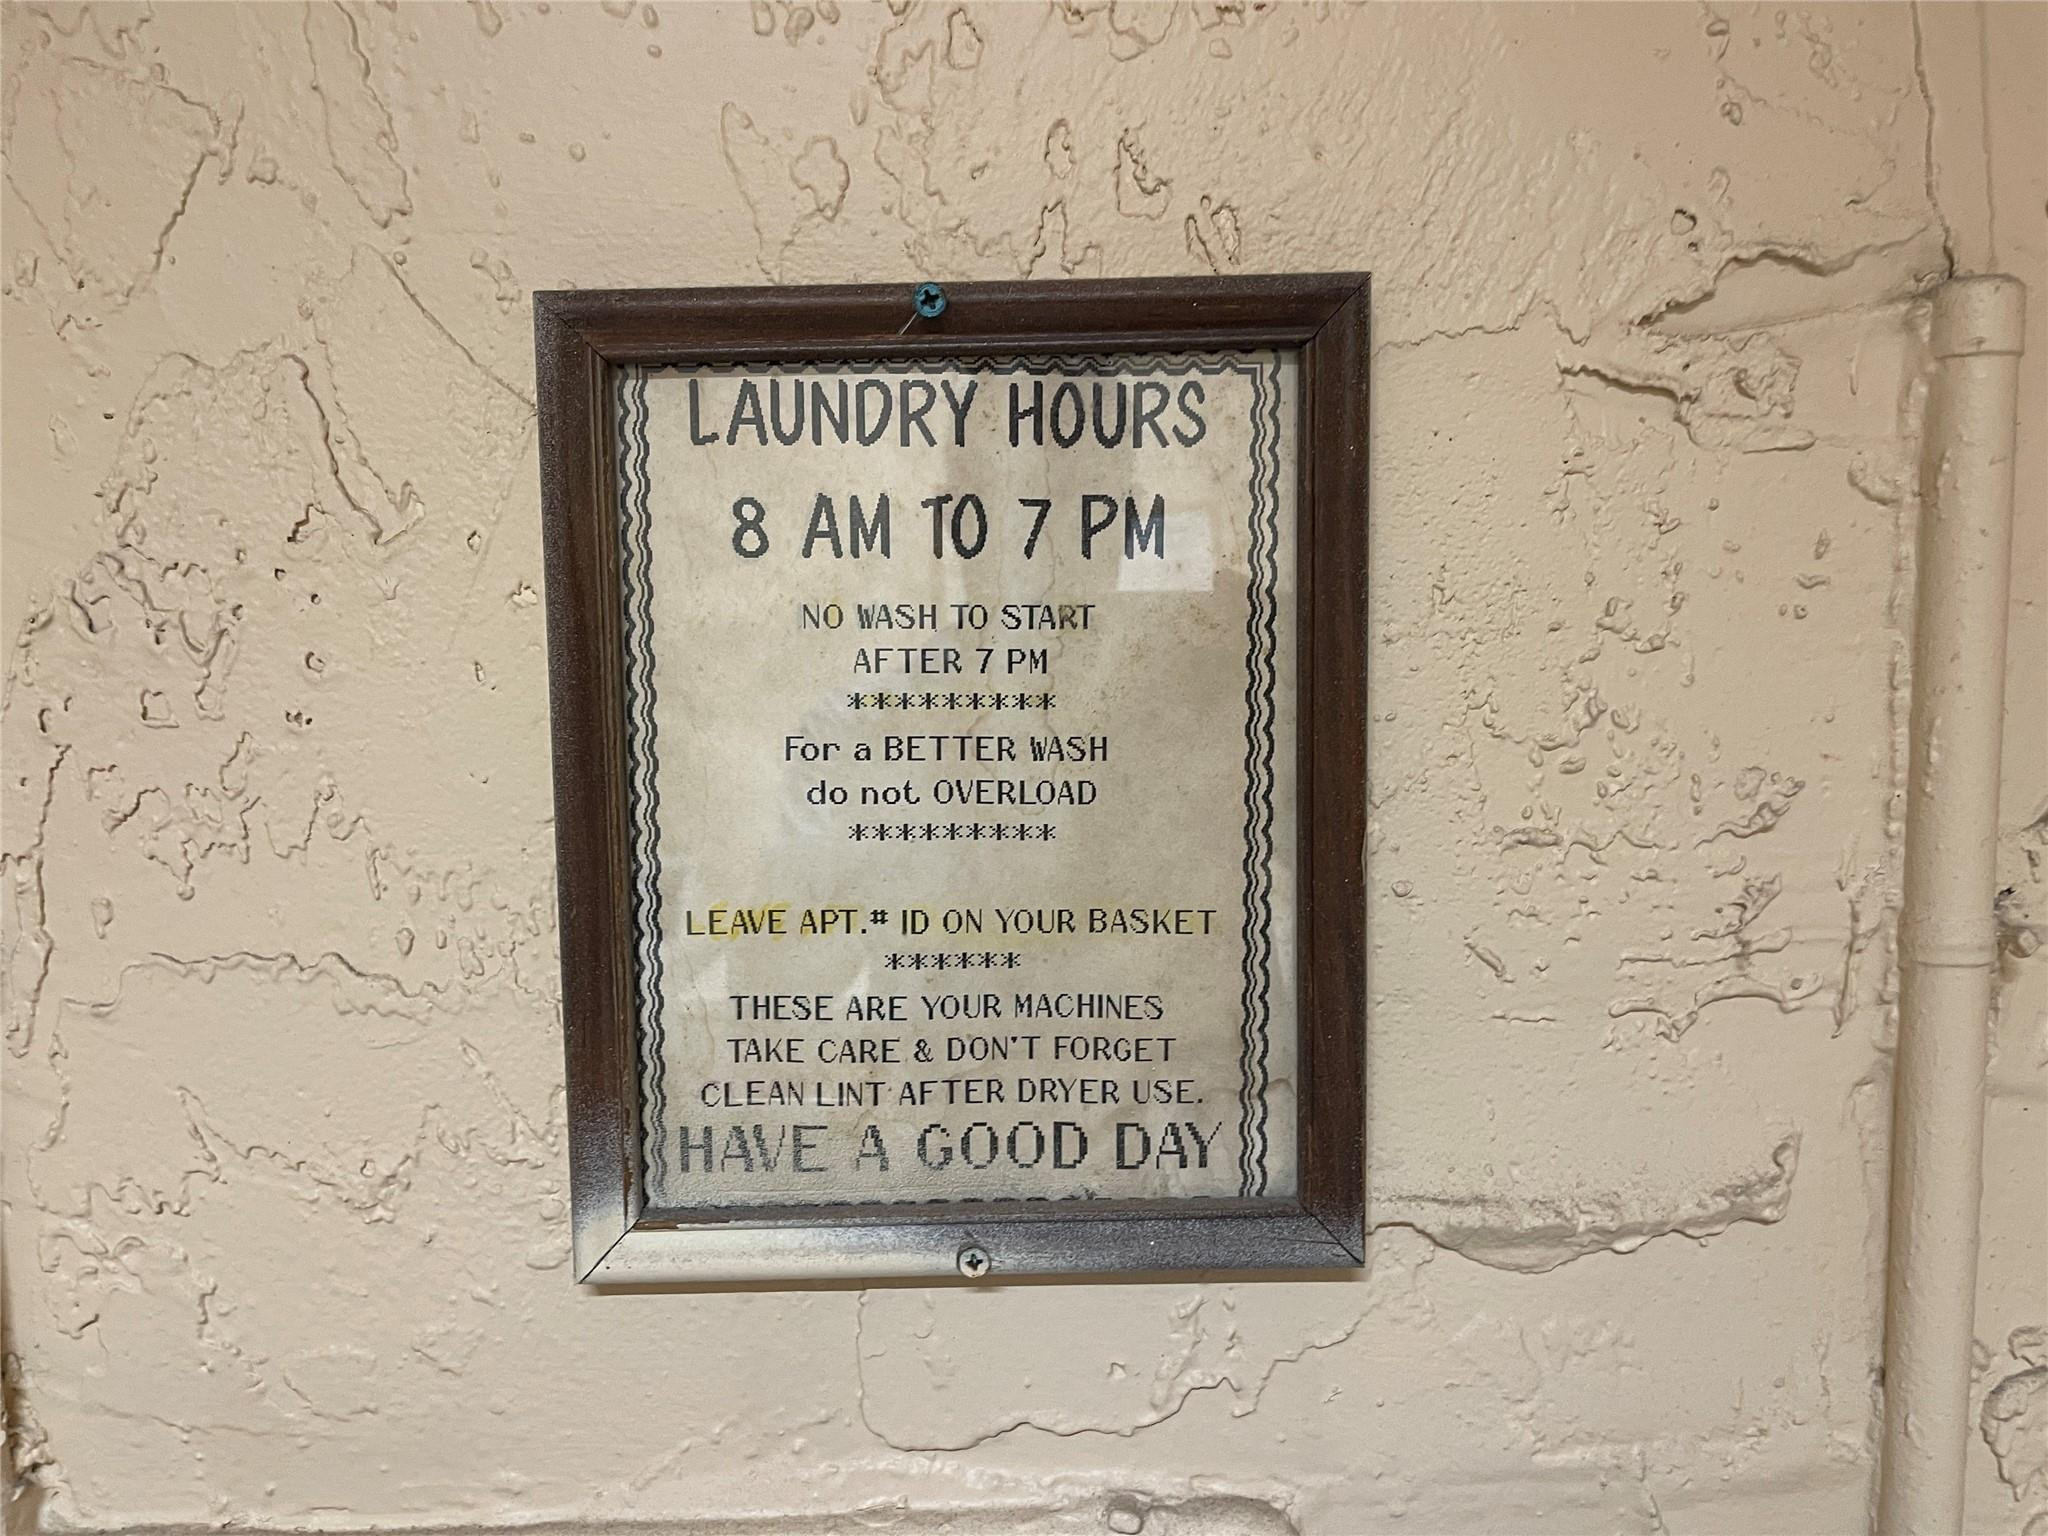 LAUNDRY HOURS
8 AM TO 7 PM
NO WASH TO START
AFTER 7 PM
*********
For a BETTER WASH
do not OVERLOAD
*********
LEAVE APT.# ID ON YOUR BASKET
******
THESE ARE YOUR MACHINES
TAKE CARE & DON'T FORGET
CLEAN LINT AFTER DRYER USE.
HAVE A GOOD DAY